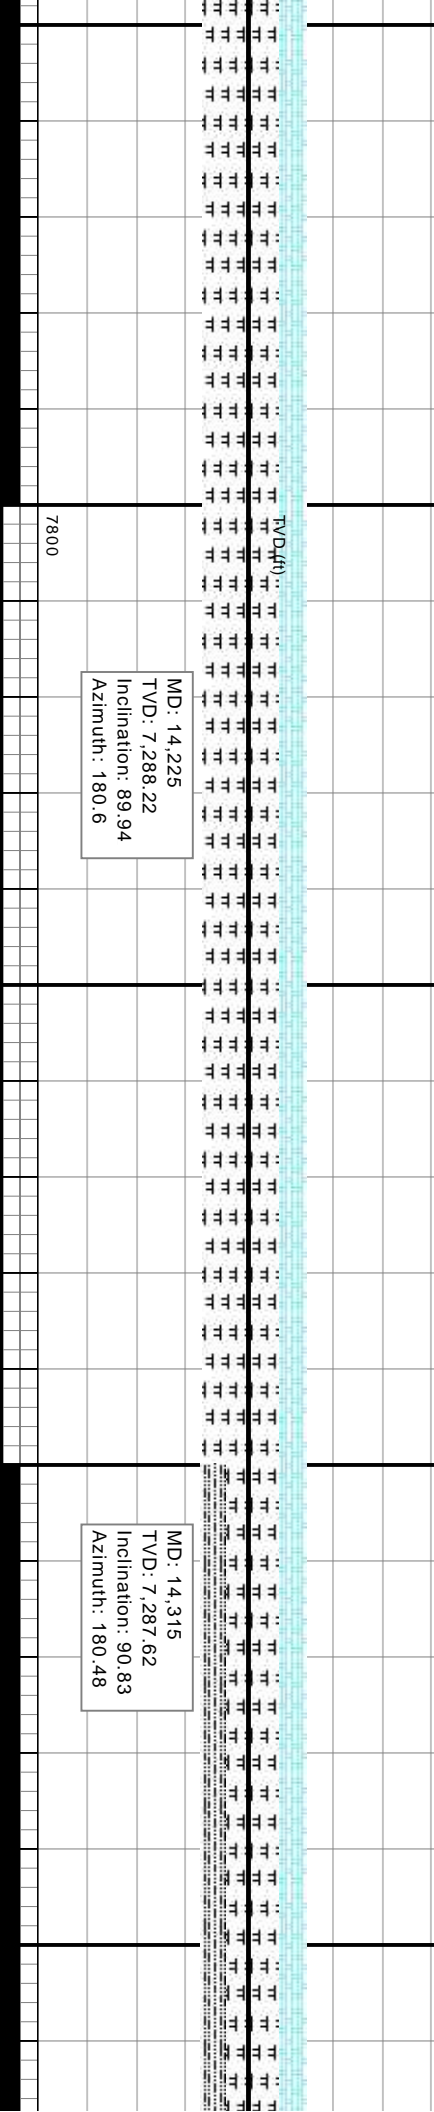 7800
TVD (ft)
MD: 14,225
TVD: 7,288.22
Inclination: 89.94
Azimuth: 180.6
MD: 14,315
TVD: 7,287.62
Inclination: 90.83
Azimuth: 180.48